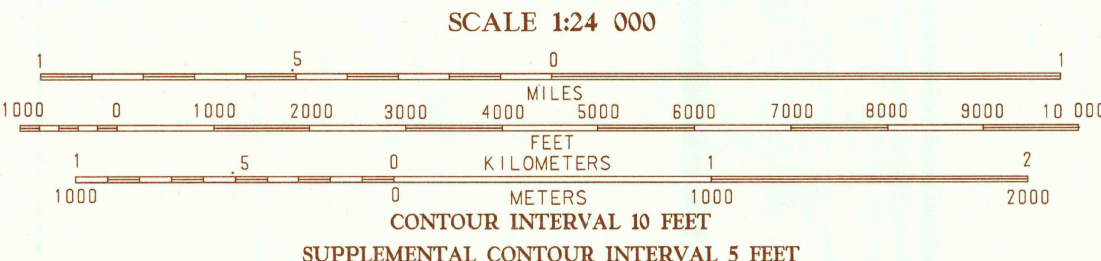 SCALE 1:24 000
1 .5 0 1
MILES
1000 0 1000 2000 3000 4000 5000 6000 7000 8000 9000 10 000
FEET
1 .5 0 KILOMETERS 1 2
1000 0 METERS 1000 2000
CONTOUR INTERVAL 10 FEET
SUPPLEMENTAL CONTOUR INTERVAL 5 FEET